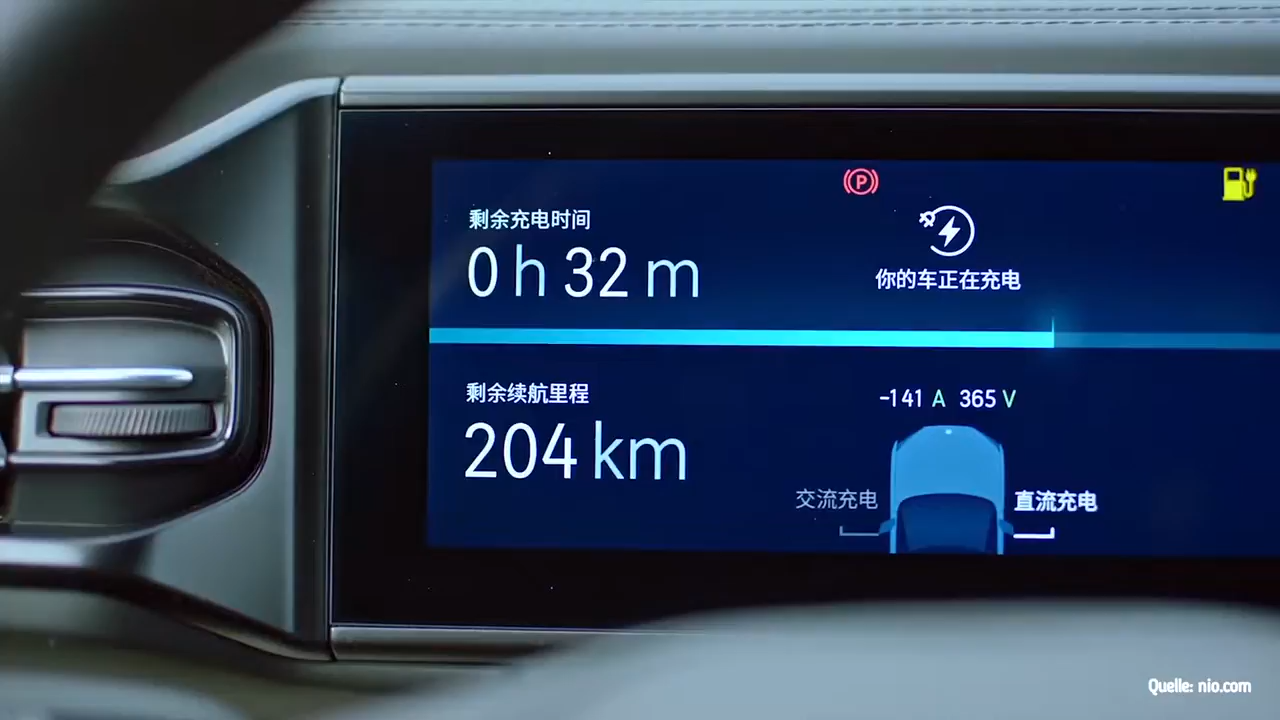 剩余充电时间
0 h 32 m
P
你的车正在充电
剩余续航里程
204 km
-141 A 365 V
交流充电
直流充电
Quelle: nio.com